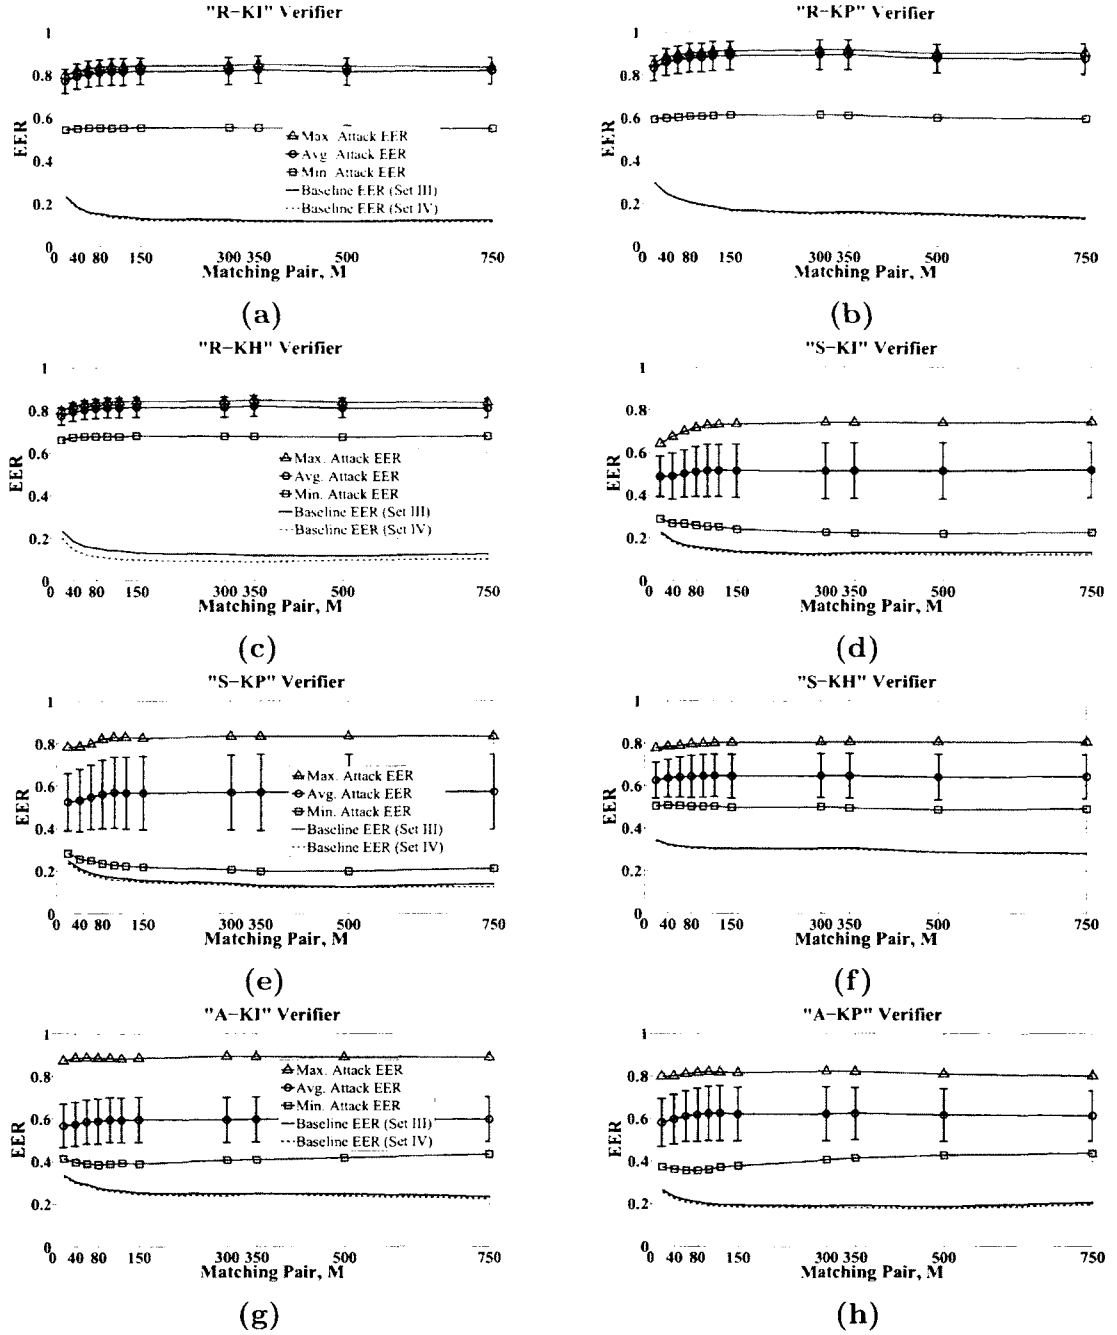 "R−KI" Verifier
1
0.8
0.6
0.4
0.2
0
EER
Max. Attack EER
Avg. Attack EER
Min. Attack EER
Baseline EER (Set III)
Baseline EER (Set IV)
0 40 80 150 300 350 500 750
Matching Pair, M
(a)
"R−KP" Verifier
1
0.8
0.6
0.4
0.2
0
EER
0 40 80 150 300 350 500 750
Matching Pair, M
(b)
"R−KH" Verifier
1
0.8
0.6
0.4
0.2
0
EER
Max. Attack EER
Avg. Attack EER
Min. Attack EER
Baseline EER (Set III)
Baseline EER (Set IV)
0 40 80 150 300 350 500 750
Matching Pair, M
(c)
"S−KI" Verifier
1
0.8
0.6
0.4
0.2
0
EER
0 40 80 150 300 350 500 750
Matching Pair, M
(d)
"S−KP" Verifier
1
0.8
0.6
0.4
0.2
0
EER
Max. Attack EER
Avg. Attack EER
Min. Attack EER
Baseline EER (Set III)
Baseline EER (Set IV)
0 40 80 150 300 350 500 750
Matching Pair, M
(e)
"S−KH" Verifier
1
0.8
0.6
0.4
0.2
0
EER
0 40 80 150 300 350 500 750
Matching Pair, M
(f)
"A−KI" Verifier
1
0.8
0.6
0.4
0.2
0
EER
Max. Attack EER
Avg. Attack EER
Min. Attack EER
Baseline EER (Set III)
Baseline EER (Set IV)
0 40 80 150 300 350 500 750
Matching Pair, M
(g)
"A−KP" Verifier
1
0.8
0.6
0.4
0.2
0
EER
0 40 80 150 300 350 500 750
Matching Pair, M
(h)